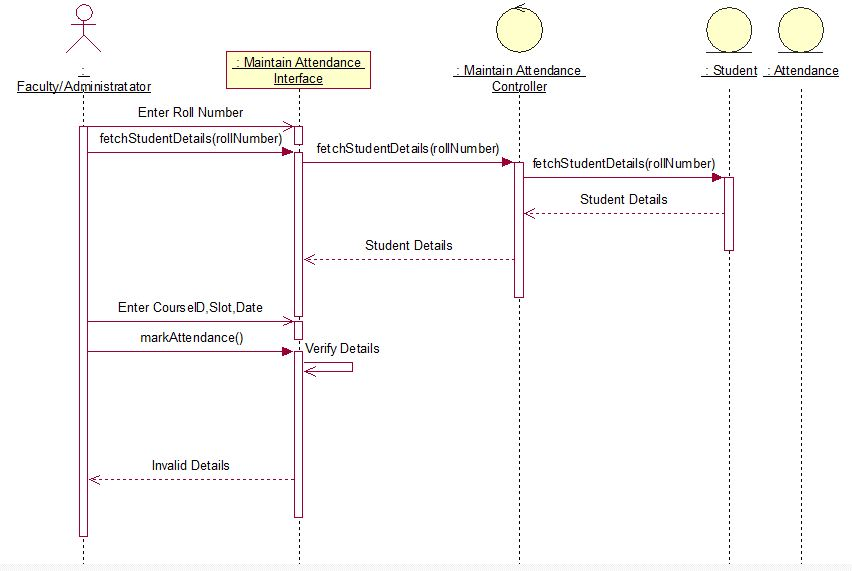 :
Faculty/Administratator
: Maintain Attendance
Interface
: Maintain Attendance
Controller
: Student
: Attendance
Enter Roll Number
fetchStudentDetails(rollNumber)
fetchStudentDetails(rollNumber)
fetchStudentDetails(rollNumber)
Student Details
Student Details
Enter CourseID,Slot,Date
markAttendance()
Verify Details
Invalid Details